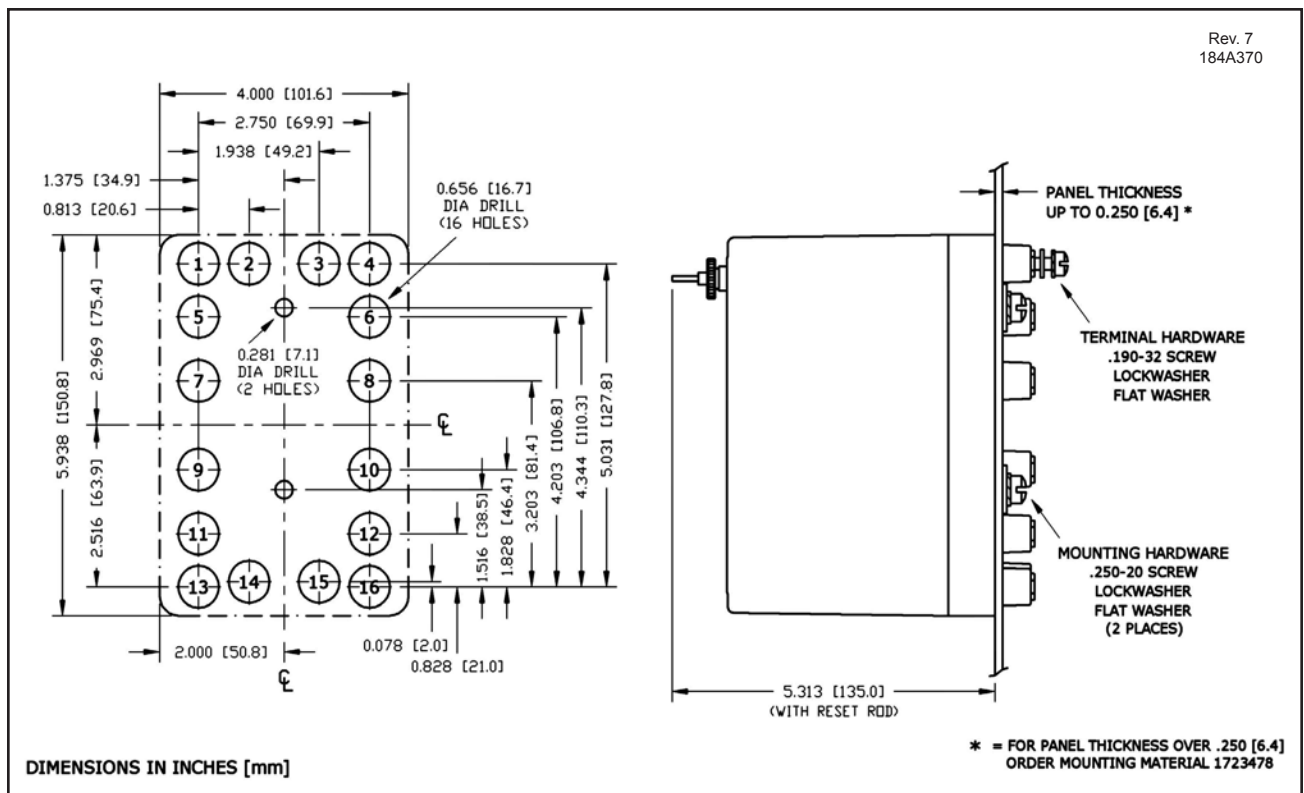 Rev. 7
184A370
4.000 [101.6]
2.750 [69.9]
1.938 [49.2]
1.375 [34.9]
0.813 [20.6]
0.656 [16.7]
DIA DRILL
(16 HOLES)
1 2 3 4
5 6
7 8
9 10
11 12
13 14 15 16
0.281 [7.1]
DIA DRILL
(2 HOLES)
5.938 [150.8]
2.969 [75.4]
2.516 [63.9]
℄
1.516 [38.5]
1.828 [46.4]
3.203 [81.4]
4.203 [106.8]
4.344 [110.3]
5.031 [127.8]
0.078 [2.0]
0.828 [21.0]
2.000 [50.8]
℄
PANEL THICKNESS
UP TO 0.250 [6.4] *
TERMINAL HARDWARE
.190-32 SCREW
LOCKWASHER
FLAT WASHER
MOUNTING HARDWARE
.250-20 SCREW
LOCKWASHER
FLAT WASHER
(2 PLACES)
5.313 [135.0]
(WITH RESET ROD)
* = FOR PANEL THICKNESS OVER .250 [6.4]
ORDER MOUNTING MATERIAL 1723478
DIMENSIONS IN INCHES [mm]